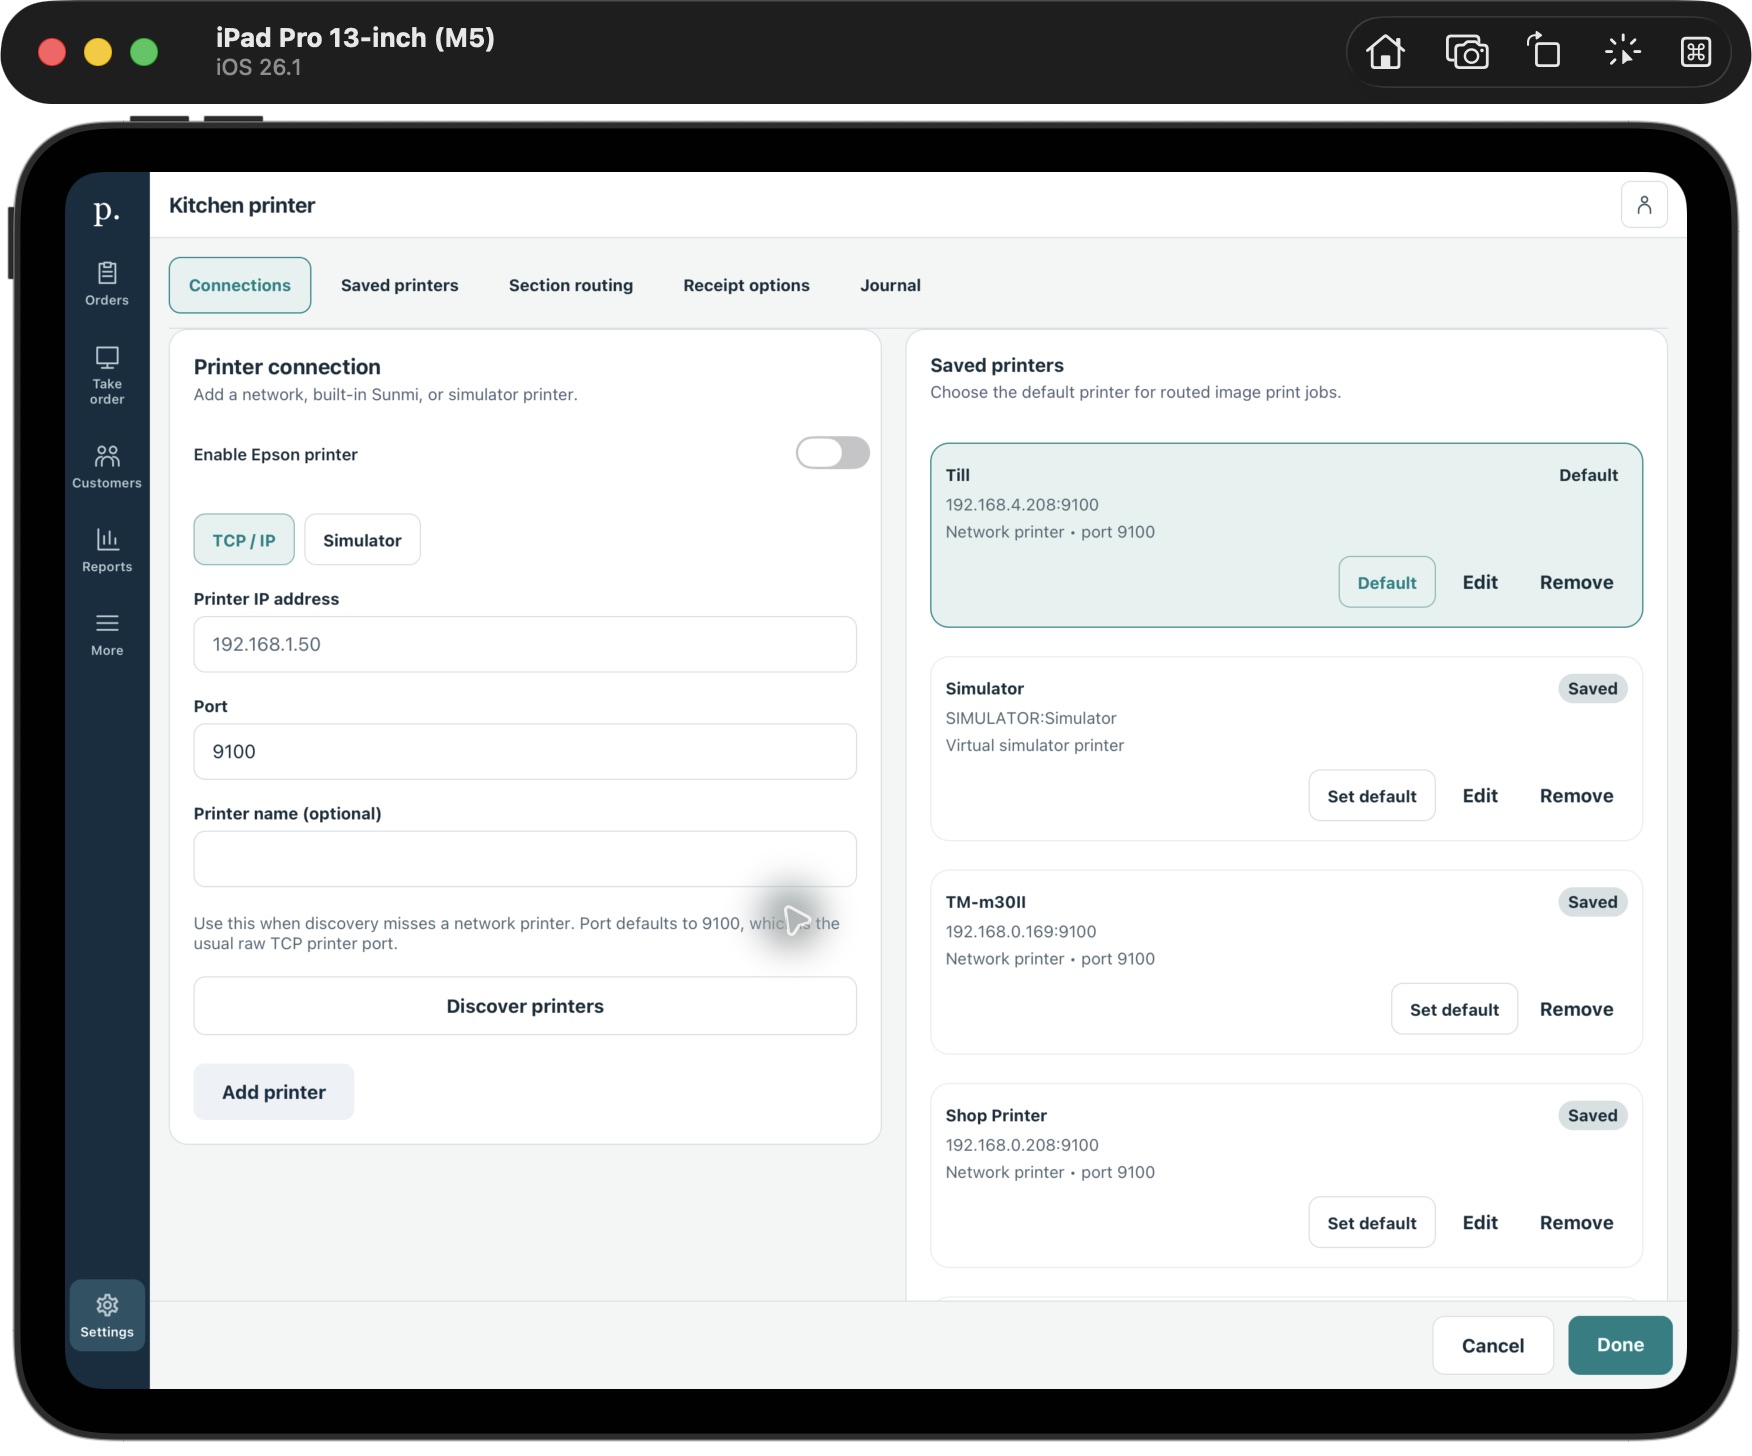 iPad Pro 13-inch (M5)
iOS 26.1
p.
Orders
Take
order
Customers
Reports
More
Settings
Kitchen printer
Connections
Saved printers
Section routing
Receipt options
Journal
Printer connection
Add a network, built-in Sunmi, or simulator printer.
Enable Epson printer
TCP / IP
Simulator
Printer IP address
192.168.1.50
Port
9100
Printer name (optional)
Use this when discovery misses a network printer. Port defaults to 9100, which is the
usual raw TCP printer port.
Discover printers
Add printer
Saved printers
Choose the default printer for routed image print jobs.
Till
Default
192.168.4.208:9100
Network printer • port 9100
Default
Edit
Remove
Simulator
Saved
SIMULATOR:Simulator
Virtual simulator printer
Set default
Edit
Remove
TM-m30II
Saved
192.168.0.169:9100
Network printer • port 9100
Set default
Remove
Shop Printer
Saved
192.168.0.208:9100
Network printer • port 9100
Set default
Edit
Remove
Cancel
Done